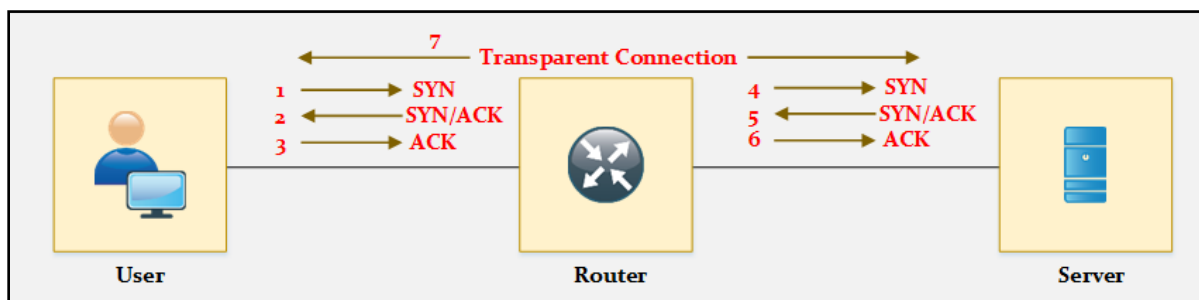 7
Transparent Connection
1 SYN
2 SYN/ACK
3 ACK
4 SYN
5 SYN/ACK
6 ACK
User
Router
Server